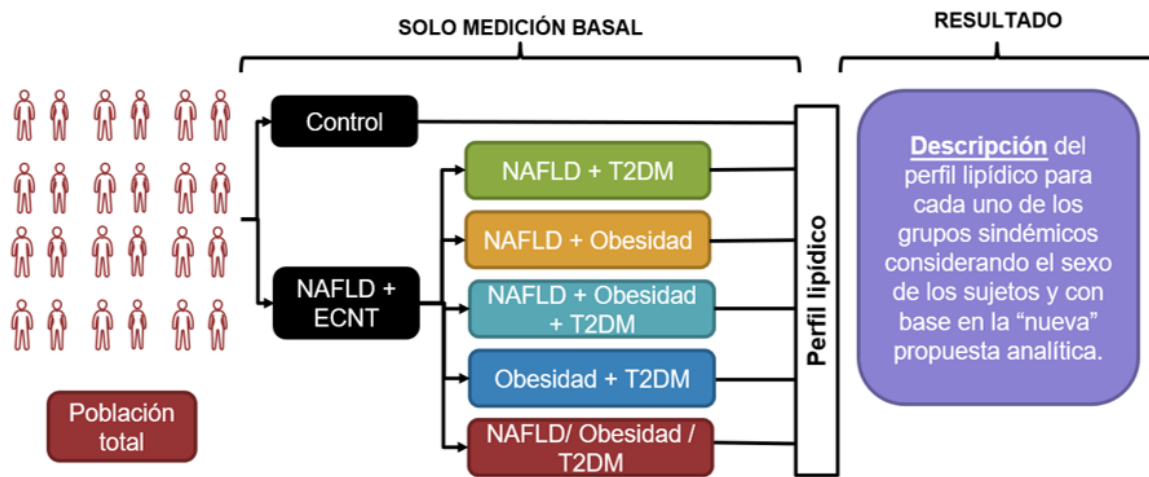 SOLO MEDICIÓN BASAL
RESULTADO
Control
NAFLD +
ECNT
NAFLD + T2DM
NAFLD + Obesidad
NAFLD + Obesidad
+ T2DM
Obesidad + T2DM
NAFLD/ Obesidad /
T2DM
Perfil lipídico
Descripción del
perfil lipídico para
cada uno de los
grupos sindémicos
considerando el sexo
de los sujetos y con
base en la “nueva”
propuesta analítica.
Población
total